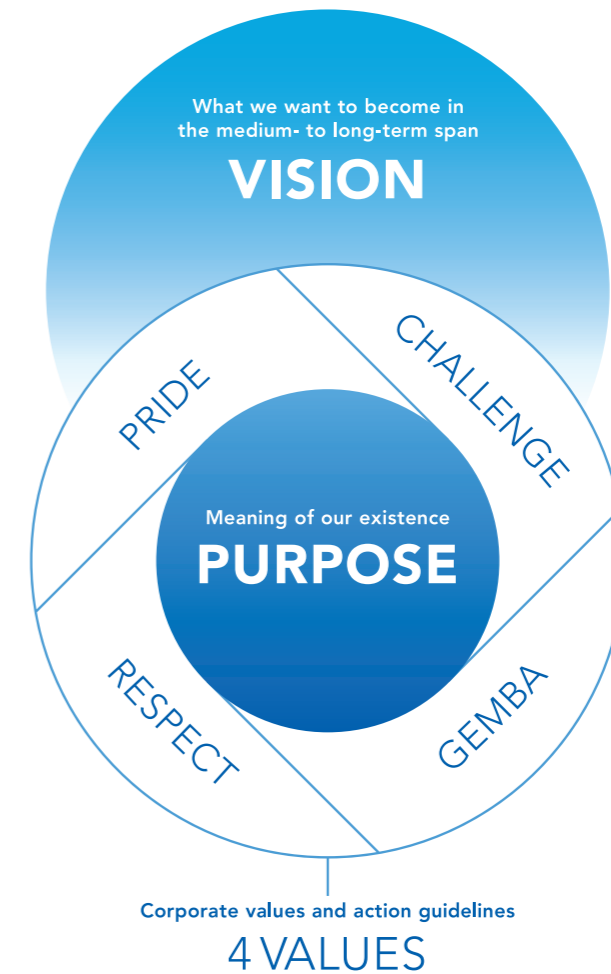 What we want to become in
the medium- to long-term span
VISION
PRIDE
CHALLENGE
Meaning of our existence
PURPOSE
RESPECT
GEMBA
Corporate values and action guidelines
4 VALUES